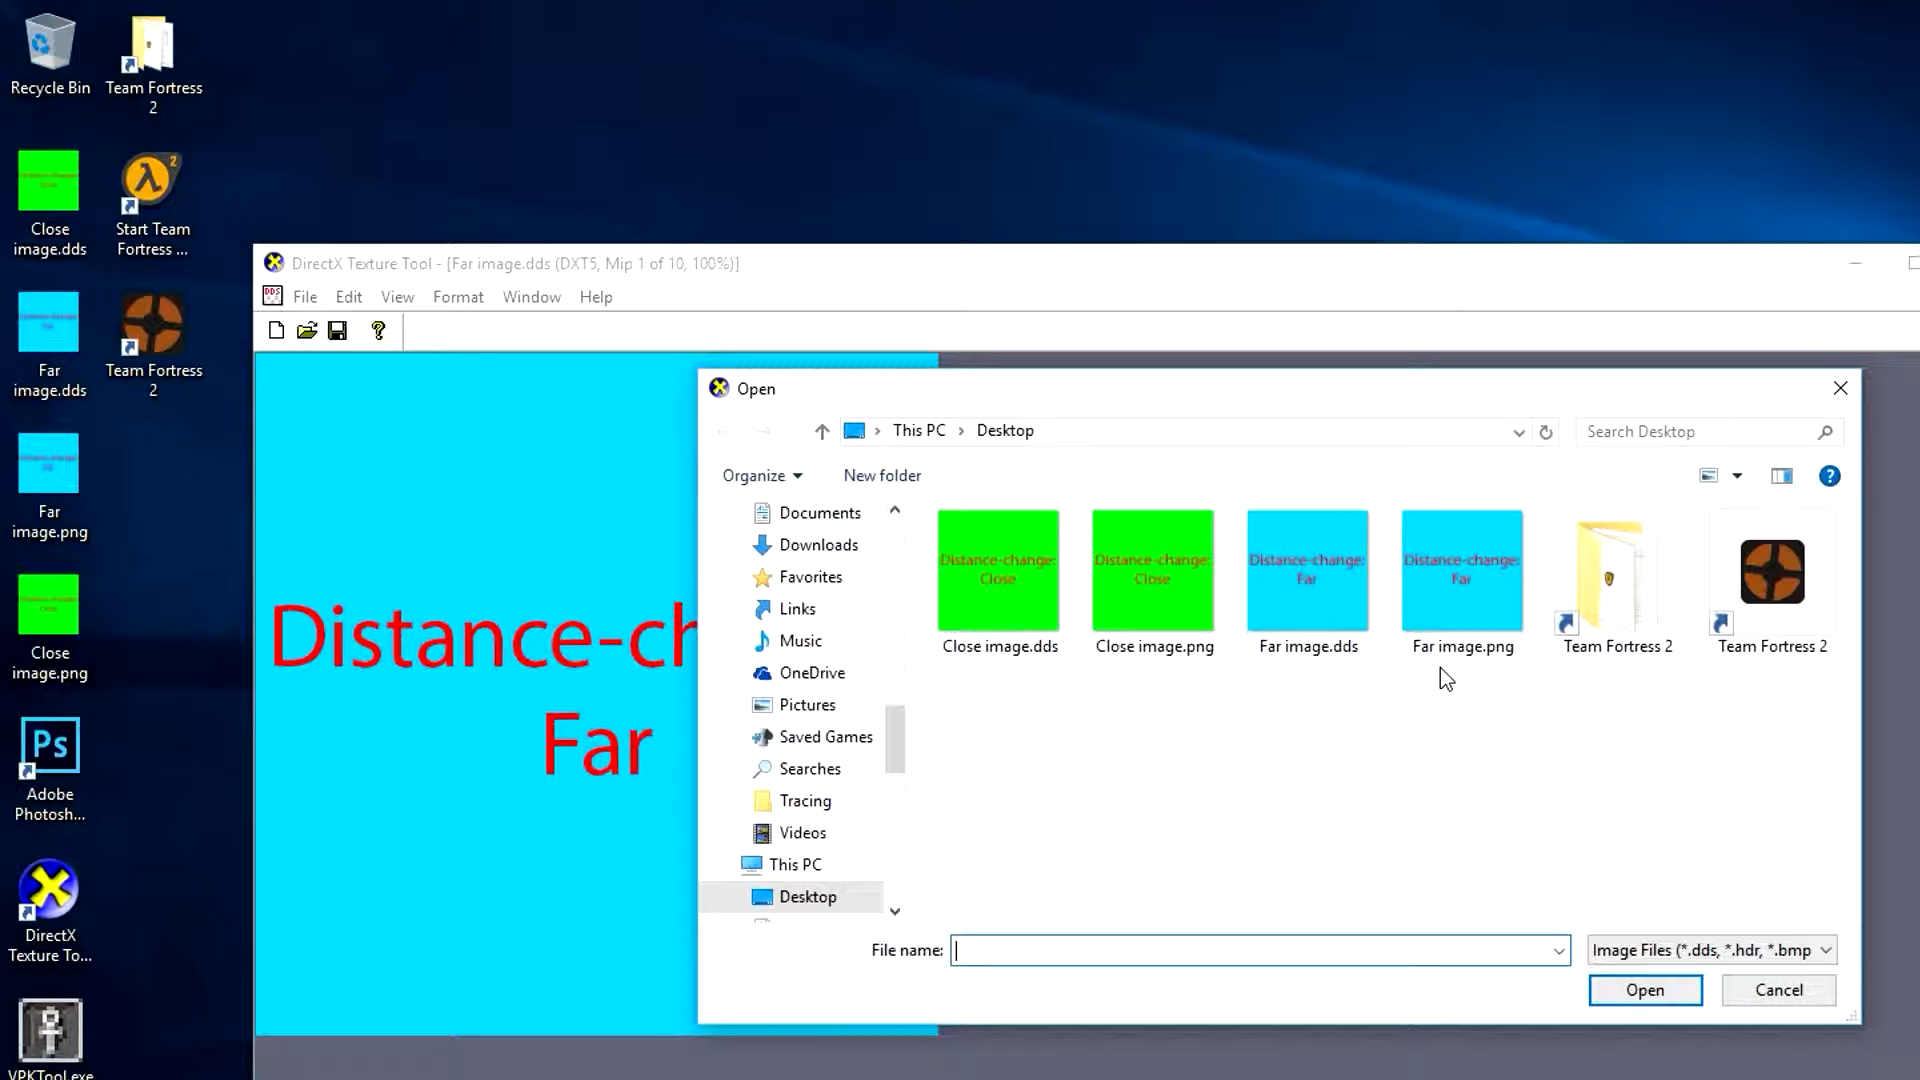 Recycle Bin
Team Fortress
2
Close
image.dds
Start Team
Fortress ...
Far
image.dds
Team Fortress
2
Far
image.png
Close
image.png
Ps
Adobe
Photosh...
DirectX
Texture To...
VPKTool.exe
DirectX Texture Tool - [Far image.dds (DXT5, Mip 1 of 10, 100%)]
DDS
File Edit View Format Window Help
Distance-ch
Far
Open
This PC > Desktop
Search Desktop
Organize New folder
Documents
Downloads
Favorites
Links
Music
OneDrive
Pictures
Saved Games
Searches
Tracing
Videos
This PC
Desktop
Distance-change:
Close
Close image.dds
Distance-change:
Close
Close image.png
Distance-change:
Far
Far image.dds
Distance-change:
Far
Far image.png
Team Fortress 2
Team Fortress 2
File name:
Image Files (*.dds, *.hdr, *.bmp
Open
Cancel